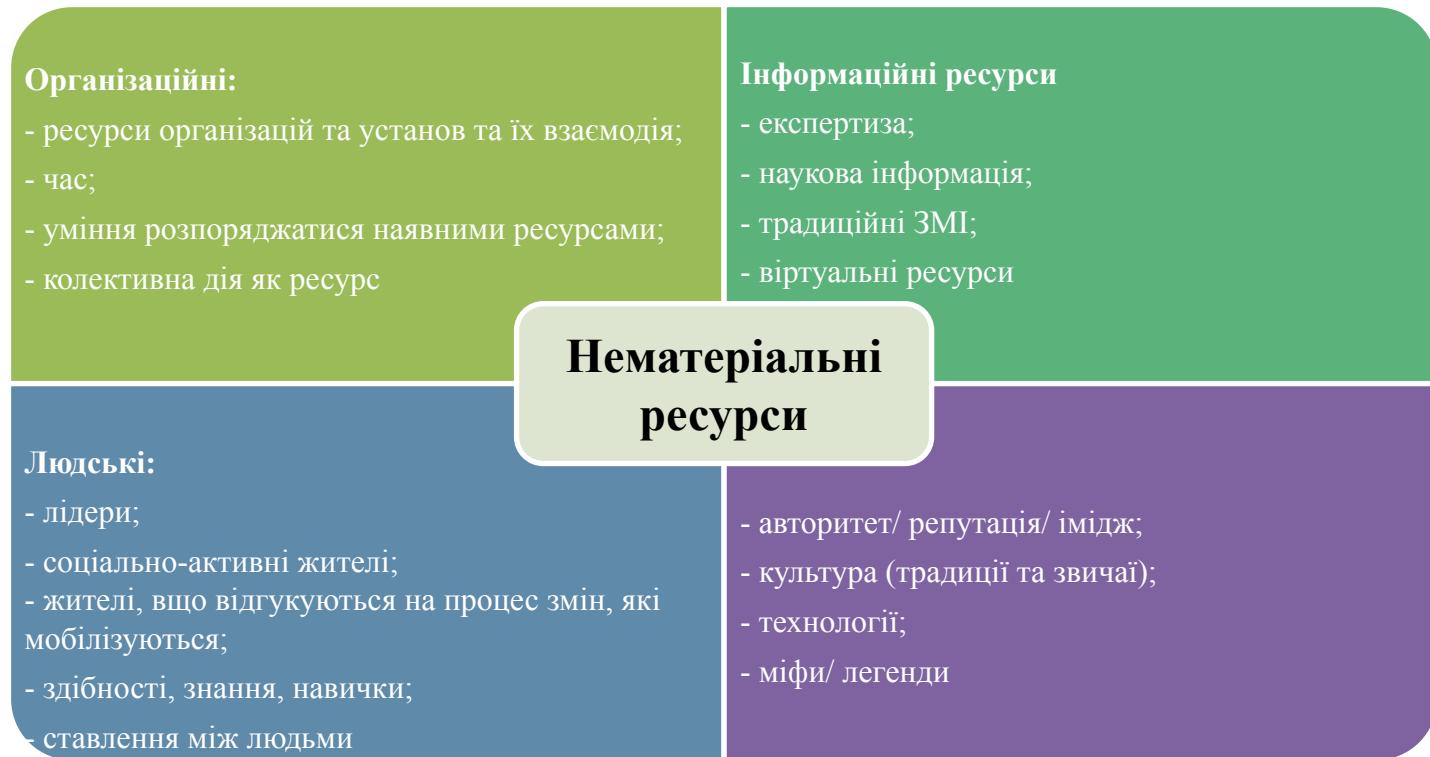 Організаційні:
- ресурси організацій та установ та їх взаємодія;
- час;
- уміння розпоряджатися наявними ресурсами;
- колективна дія як ресурс
Інформаційні ресурси
- експертиза;
- наукова інформація;
- традиційні ЗМІ;
- віртуальні ресурси
Нематеріальні
ресурси
Людські:
- лідери;
- соціально-активні жителі;
- жителі, вщо відгукуються на процес змін, які
мобілізуються;
- здібності, знання, навички;
- ставлення між людьми
- авторитет/ репутація/ імідж;
- культура (традиції та звичаї);
- технології;
- міфи/ легенди